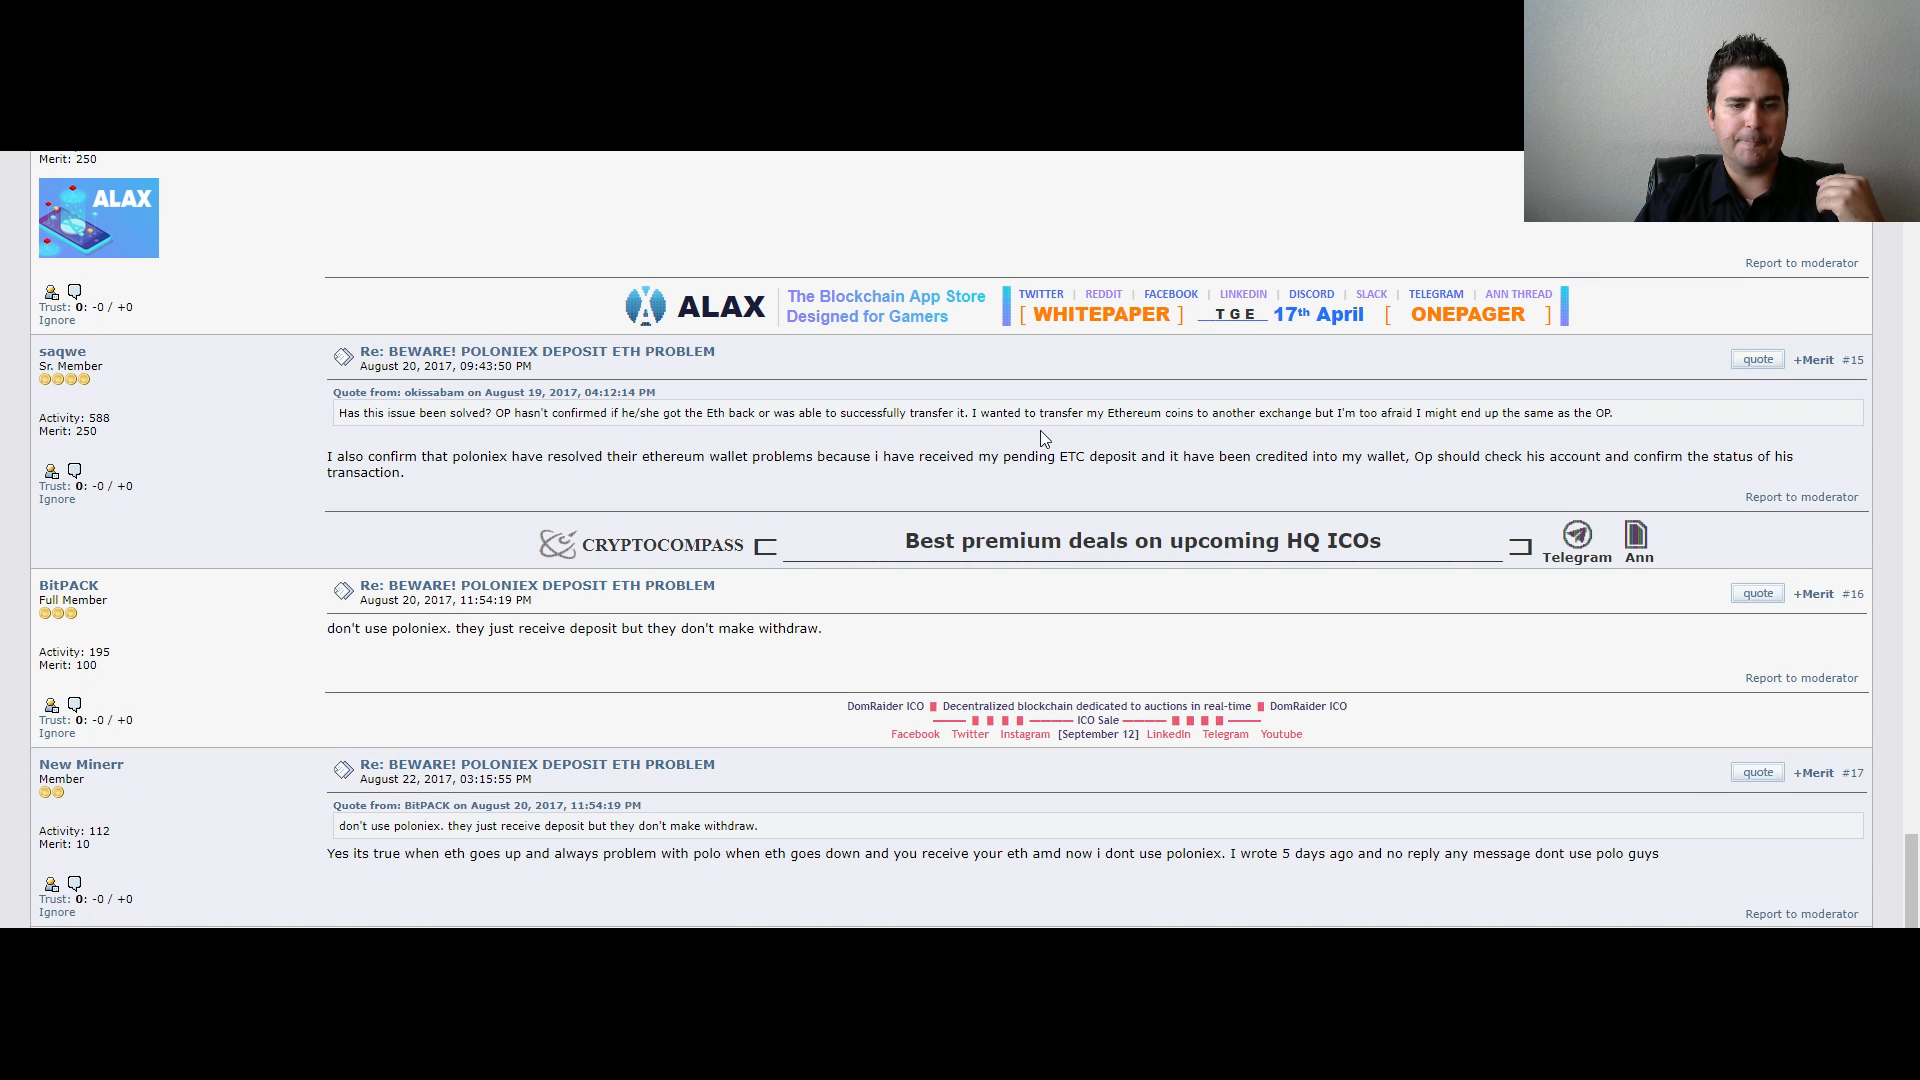 Merit: 250
ALAX
Report to moderator
Trust: 0: -0 / +0
Ignore
ALAX
The Blockchain App Store
Designed for Gamers
TWITTER | REDDIT | FACEBOOK | LINKEDIN | DISCORD | SLACK | TELEGRAM | ANN THREAD
[ WHITEPAPER ] __TGE__ 17th April [ ONEPAGER ]
saqwe
Sr. Member
Activity: 588
Merit: 250
Trust: 0: -0 / +0
Ignore
Re: BEWARE! POLONIEX DEPOSIT ETH PROBLEM
August 20, 2017, 09:43:50 PM
quote +Merit #15
Quote from: okissabam on August 19, 2017, 04:12:14 PM
Has this issue been solved? OP hasn't confirmed if he/she got the Eth back or was able to successfully transfer it. I wanted to transfer my Ethereum coins to another exchange but I'm too afraid I might end up the same as the OP.
I also confirm that poloniex have resolved their ethereum wallet problems because i have received my pending ETC deposit and it have been credited into my wallet, Op should check his account and confirm the status of his
transaction.
Report to moderator
CRYPTOCOMPASS
Best premium deals on upcoming HQ ICOs
Telegram Ann
BitPACK
Full Member
Activity: 195
Merit: 100
Trust: 0: -0 / +0
Ignore
Re: BEWARE! POLONIEX DEPOSIT ETH PROBLEM
August 20, 2017, 11:54:19 PM
quote +Merit #16
don't use poloniex. they just receive deposit but they don't make withdraw.
Report to moderator
DomRaider ICO Decentralized blockchain dedicated to auctions in real-time DomRaider ICO
ICO Sale
Facebook Twitter Instagram [September 12] LinkedIn Telegram Youtube
New Minerr
Member
Activity: 112
Merit: 10
Trust: 0: -0 / +0
Ignore
Re: BEWARE! POLONIEX DEPOSIT ETH PROBLEM
August 22, 2017, 03:15:55 PM
quote +Merit #17
Quote from: BitPACK on August 20, 2017, 11:54:19 PM
don't use poloniex. they just receive deposit but they don't make withdraw.
Yes its true when eth goes up and always problem with polo when eth goes down and you receive your eth amd now i dont use poloniex. I wrote 5 days ago and no reply any message dont use polo guys
Report to moderator